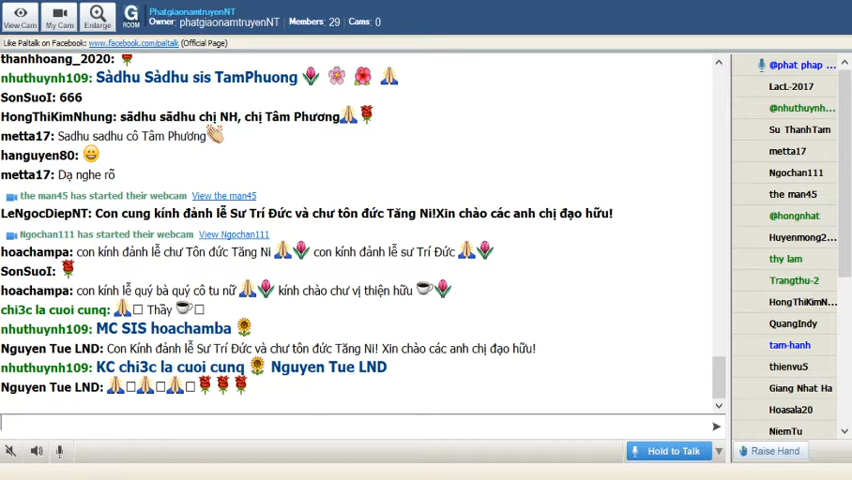 View Cam
My Cam
Enlarge
G
ROOM
PhatgiaonamtruyenNT
Owner: phatgiaonamtruyenNT | Members: 29 | Cams: 0
Like Paltalk on Facebook: www.facebook.com/paltalk (Official Page)
thanhhoang_2020:
nhuthuynh109: Sàdhu Sàdhu sis TamPhuong
SonSuoI: 666
HongThiKimNhung: sādhu sādhu chị NH, chị Tâm Phương
metta17: Sadhu sadhu cô Tâm Phương
hanguyen80:
metta17: Dạ nghe rõ
the man45 has started their webcam View the man45
LeNgocDiepNT: Con cung kính đảnh lễ Sư Trí Đức và chư tôn đức Tăng Ni!Xin chào các anh chị đạo hữu!
Ngochan111 has started their webcam View Ngochan111
hoachampa: con kính đảnh lễ chư Tôn đức Tăng Ni con kính đảnh lễ sư Trí Đức
SonSuoI:
hoachampa: con kính lễ quý bà quý cô tu nữ kính chào chư vị thiện hữu
chi3c la cuoi cunq: Thầy
nhuthuynh109: MC SIS hoachamba
Nguyen Tue LND: Con Kính đảnh lễ Sư Trí Đức và chư tôn đức Tăng Ni! Xin chào các anh chị đạo hữu!
nhuthuynh109: KC chi3c la cuoi cunq Nguyen Tue LND
Nguyen Tue LND:
Hold to Talk
@phat phap ...
LacL-2017
@nhuthuynh...
Su ThanhTam
metta17
Ngochan111
the man45
@hongnhat
Huyenmong2...
thy lam
Trangthu-2
HongThiKimN...
QuangIndy
tam-hanh
thienvu5
Giang Nhat Ha
Hoasala20
NiemTu
Raise Hand